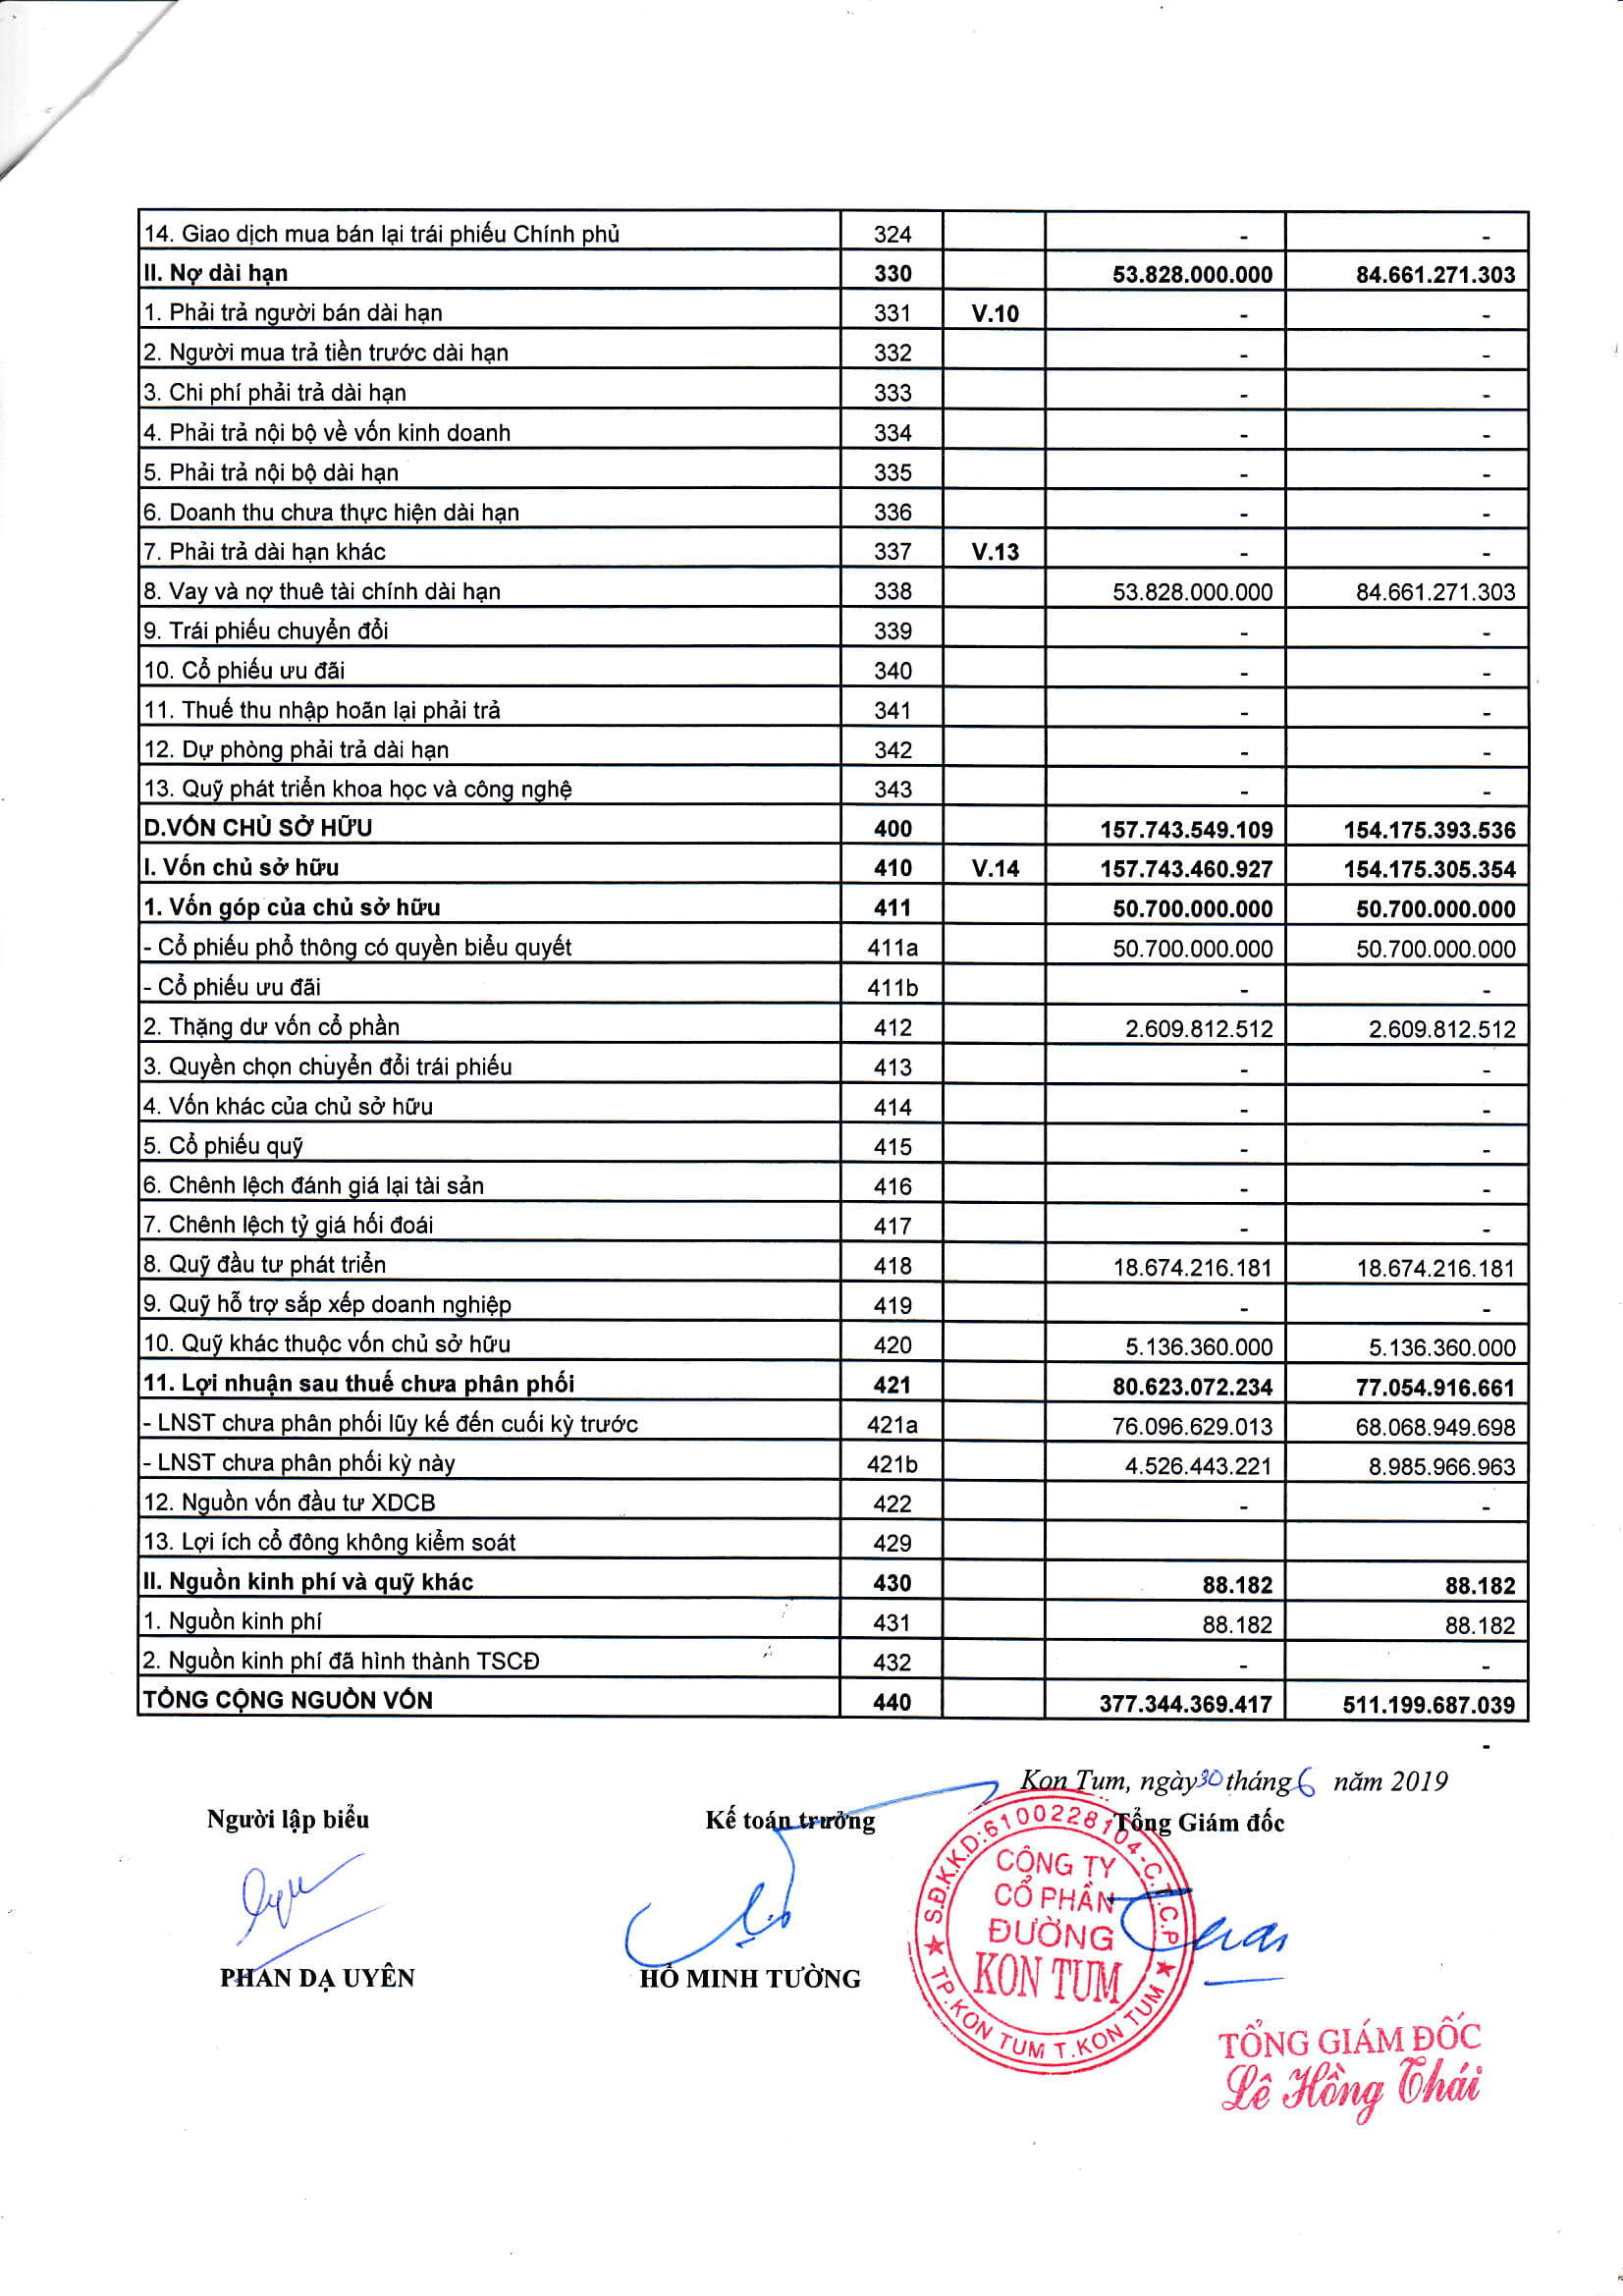 14. Giao dịch mua bán lại trái phiếu Chính phủ 324 - -
II. Nợ dài hạn 330 53.828.000.000 84.661.271.303
1. Phải trả người bán dài hạn 331 V.10 - -
2. Người mua trả tiền trước dài hạn 332 - -
3. Chi phí phải trả dài hạn 333 - -
4. Phải trả nội bộ về vốn kinh doanh 334 - -
5. Phải trả nội bộ dài hạn 335 - -
6. Doanh thu chưa thực hiện dài hạn 336 - -
7. Phải trả dài hạn khác 337 V.13 - -
8. Vay và nợ thuê tài chính dài hạn 338 53.828.000.000 84.661.271.303
9. Trái phiếu chuyển đổi 339 - -
10. Cổ phiếu ưu đãi 340 - -
11. Thuế thu nhập hoãn lại phải trả 341 - -
12. Dự phòng phải trả dài hạn 342 - -
13. Quỹ phát triển khoa học và công nghệ 343 - -
D.VỐN CHỦ SỞ HỮU 400 157.743.549.109 154.175.393.536
I. Vốn chủ sở hữu 410 V.14 157.743.460.927 154.175.305.354
1. Vốn góp của chủ sở hữu 411 50.700.000.000 50.700.000.000
- Cổ phiếu phổ thông có quyền biểu quyết 411a 50.700.000.000 50.700.000.000
- Cổ phiếu ưu đãi 411b - -
2. Thặng dư vốn cổ phần 412 2.609.812.512 2.609.812.512
3. Quyền chọn chuyển đổi trái phiếu 413 - -
4. Vốn khác của chủ sở hữu 414 - -
5. Cổ phiếu quỹ 415 - -
6. Chênh lệch đánh giá lại tài sản 416 - -
7. Chênh lệch tỷ giá hối đoái 417 - -
8. Quỹ đầu tư phát triển 418 18.674.216.181 18.674.216.181
9. Quỹ hỗ trợ sắp xếp doanh nghiệp 419 - -
10. Quỹ khác thuộc vốn chủ sở hữu 420 5.136.360.000 5.136.360.000
11. Lợi nhuận sau thuế chưa phân phối 421 80.623.072.234 77.054.916.661
- LNST chưa phân phối lũy kế đến cuối kỳ trước 421a 76.096.629.013 68.068.949.698
- LNST chưa phân phối kỳ này 421b 4.526.443.221 8.985.966.963
12. Nguồn vốn đầu tư XDCB 422 - -
13. Lợi ích cổ đông không kiểm soát 429
II. Nguồn kinh phí và quỹ khác 430 88.182 88.182
1. Nguồn kinh phí 431 88.182 88.182
2. Nguồn kinh phí đã hình thành TSCĐ 432 - -
TỔNG CỘNG NGUỒN VỐN 440 377.344.369.417 511.199.687.039
-
Kon Tum, ngày 30 tháng 6 năm 2019
Người lập biểu Kế toán trưởng Tổng Giám đốc
S.Đ.K.K.D:6100228104-C.T.C.P
CÔNG TY
CỔ PHẦN
ĐƯỜNG
KON TUM
TP.KON TUM T.KON TUM
PHAN DẠ UYÊN HỒ MINH TƯỜNG
TỔNG GIÁM ĐỐC
Lê Hồng Thái